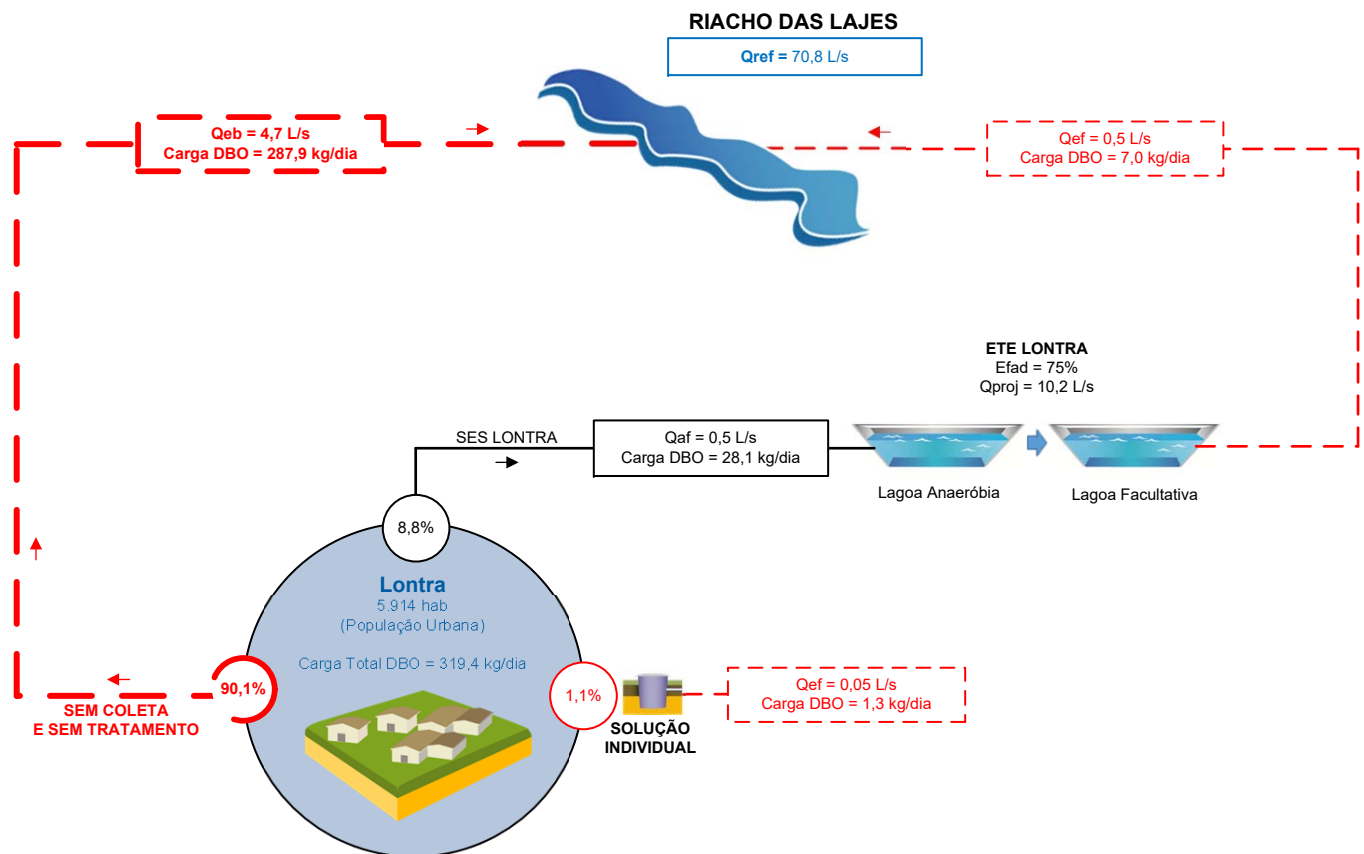 RIACHO DAS LAJES
Qref = 70,8 L/s
Qeb = 4,7 L/s
Carga DBO = 287,9 kg/dia
Qef = 0,5 L/s
Carga DBO = 7,0 kg/dia
ETE LONTRA
Efad = 75%
Qproj = 10,2 L/s
SES LONTRA
Qaf = 0,5 L/s
Carga DBO = 28,1 kg/dia
Lagoa Anaeróbia
Lagoa Facultativa
8,8%
Lontra
5.914 hab
(População Urbana)
Carga Total DBO = 319,4 kg/dia
90,1%
SEM COLETA
E SEM TRATAMENTO
1,1%
SOLUÇÃO
INDIVIDUAL
Qef = 0,05 L/s
Carga DBO = 1,3 kg/dia